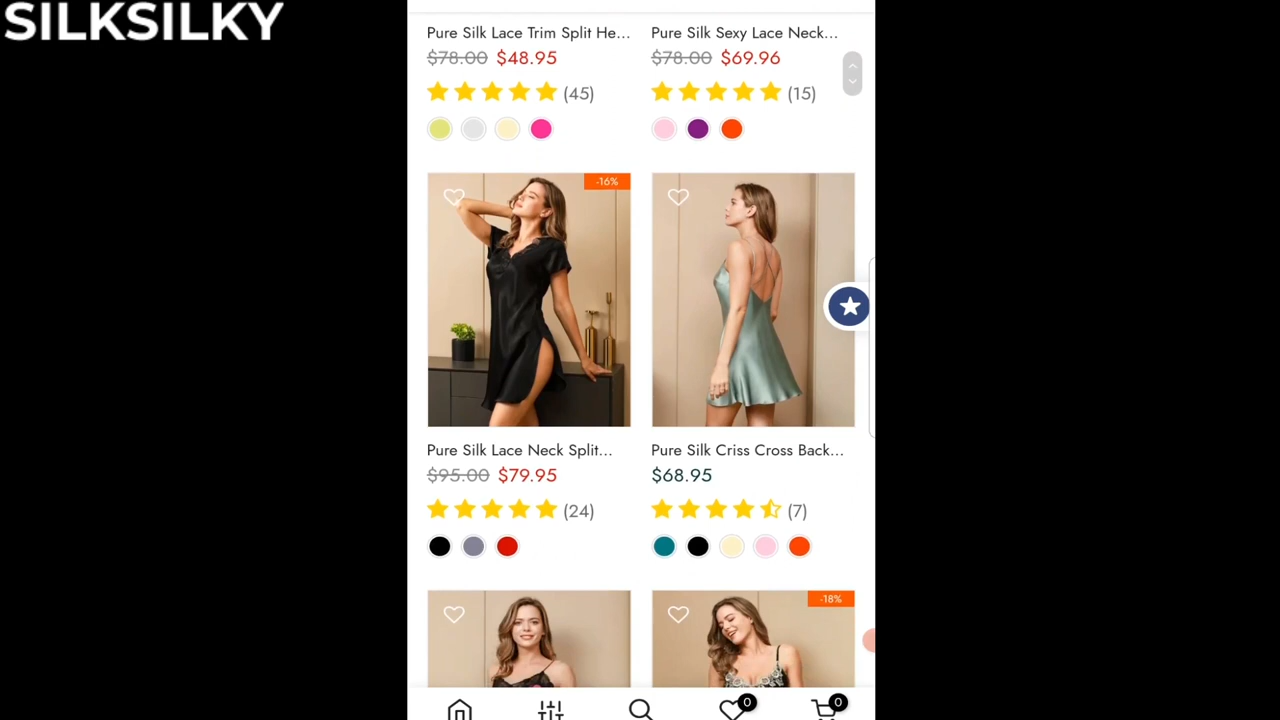 SILKSILKY
Pure Silk Lace Trim Split He...
$78.00 $48.95
(45)
Pure Silk Sexy Lace Neck...
$78.00 $69.96
(15)
-16%
Pure Silk Lace Neck Split...
$95.00 $79.95
(24)
Pure Silk Criss Cross Back...
$68.95
(7)
-18%
0
0